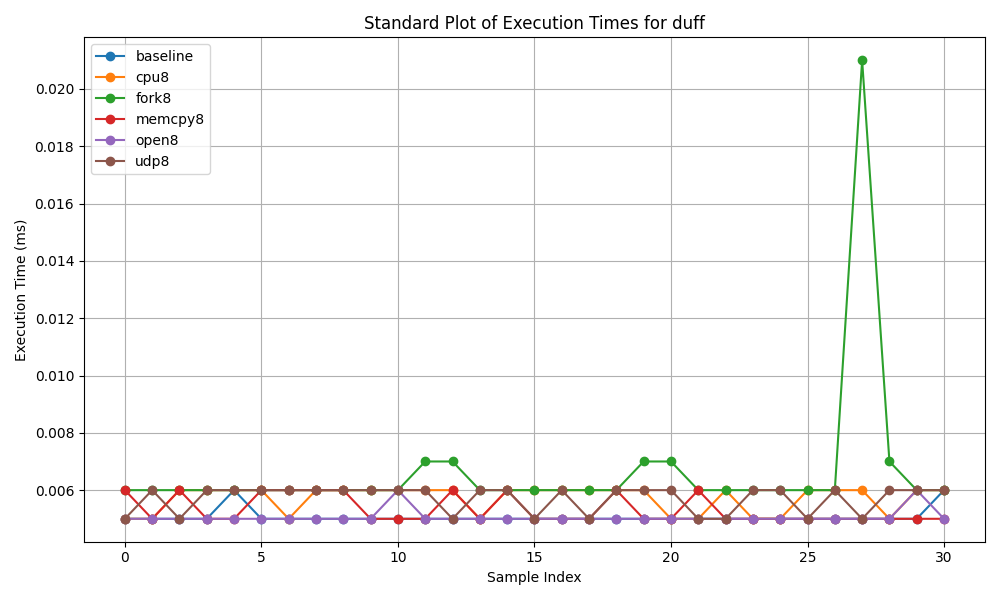 Standard Plot of Execution Times for duff
baseline
cpu8
fork8
memcpy8
open8
udp8
Execution Time (ms)
0.020
0.018
0.016
0.014
0.012
0.010
0.008
0.006
0
5
10
15
20
25
30
Sample Index